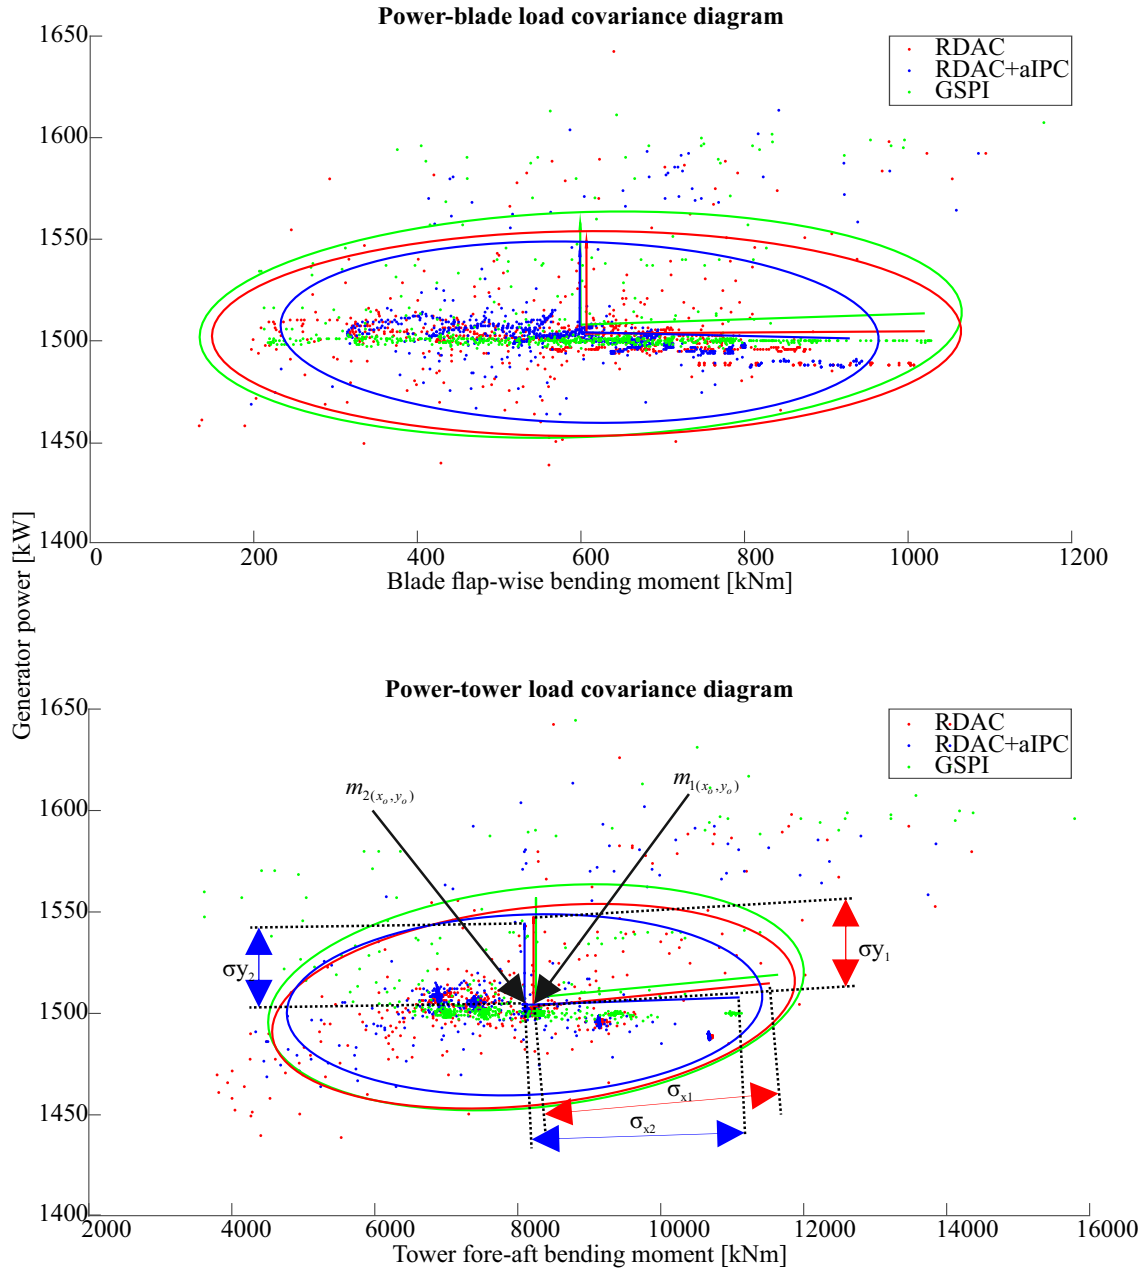 Power-blade load covariance diagram
1650
RDAC
RDAC+aIPC
GSPI
1600
1550
1500
1450
1400
0
200
400
600
800
1000
1200
Blade flap-wise bending moment [kNm]
Generator power [kW]
Power-tower load covariance diagram
1650
RDAC
RDAC+aIPC
GSPI
m2(xo,yo)
m1(xo,yo)
1600
1550
σy2
σy1
1500
σx1
1450
σx2
1400
2000
4000
6000
8000
10000
12000
14000
16000
Tower fore-aft bending moment [kNm]